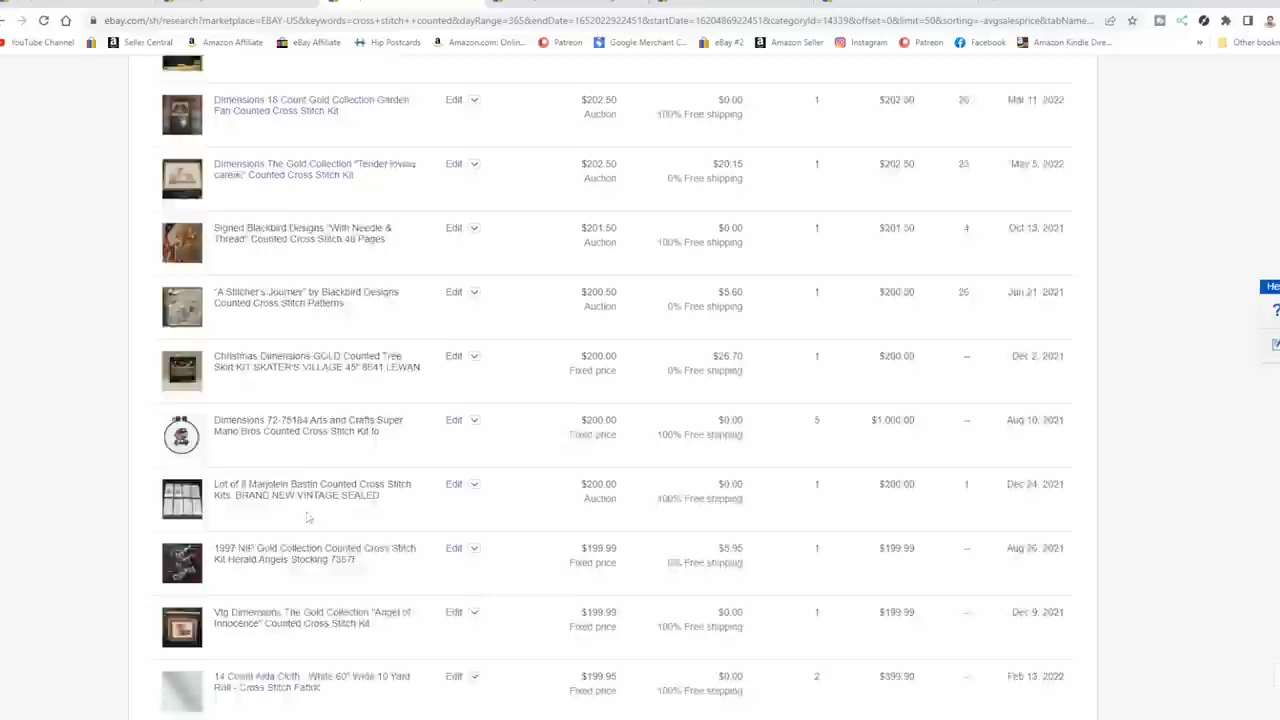 ebay.com/sh/research?marketplace=EBAY-US&keywords=cross+stitch++counted&dayRange=365&endDate=1652022922451&startDate=1620486922451&categoryId=14339&offset=0&limit=50&sorting=-avgsalesprice&tabName...
YouTube Channel Seller Central Amazon Affiliate eBay Affiliate Hip Postcards Amazon.com: Onlin... Patreon Google Merchant C... eBay #2 Amazon Seller Instagram Patreon Facebook Amazon Kindle Dire... » Other bookm
Dimensions 18 Count Gold Collection Garden Edit $202.50 $0.00 1 $202.50 Mar 11, 2022
Fan Counted Cross Stitch Kit Auction 100% Free shipping
Dimensions The Gold Collection "Tender loving Edit $202.50 $20.15 1 $202.50 23 May 5, 2022
Counted Cross Stitch Kit Auction 0% Free shipping
Signed Blackbird Designs "With Needle & Edit $201.50 $0.00 1 $201.50 4 Oct 13, 2021
Thread" Counted Cross Stitch 48 Pages Auction 100% Free shipping
"A Stitcher's Journey" by Blackbird Designs Edit $200.50 $5.60 1 $200.50 26 Jun 21, 2021
Counted Cross Stitch Patterns Auction 0% Free shipping
Christmas Dimensions GOLD Counted Tree Edit $200.00 $26.70 1 $200.00 – Dec 2, 2021
Skirt KIT SKATER'S VILLAGE 45" 8641 LEWAN Fixed price 0% Free shipping
Dimensions 72-75184 Arts and Crafts Super Edit $200.00 $0.00 5 $1,000.00 – Aug 10, 2021
Mario Bros Counted Cross Stitch Kit fo Fixed price 100% Free shipping
Lot of 8 Marjolein Bastin Counted Cross Stitch Edit $200.00 $0.00 1 $200.00 1 Dec 24, 2021
Kits. BRAND NEW VINTAGE SEALED Auction 100% Free shipping
1997 NIP Gold Collection Counted Cross Stitch Edit $199.99 $5.95 1 $199.99 – Aug 26, 2021
Kit Herald Angels Stocking Fixed price 0% Free shipping
Vtg Dimensions The Gold Collection "Angel of Edit $199.99 $0.00 1 $199.99 – Dec 9, 2021
Innocence" Counted Cross Stitch Kit Fixed price 100% Free shipping
14 Count Aida Cloth - White 60" Wide 10 Yard Edit $199.95 $0.00 2 $399.90 – Feb 13, 2022
Roll - Cross Stitch Fabric Fixed price 100% Free shipping
He
?